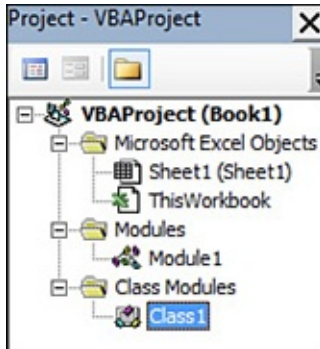 Project - VBAProject
VBAProject (Book1)
Microsoft Excel Objects
Sheet1 (Sheet1)
ThisWorkbook
Modules
Module1
Class Modules
Class1